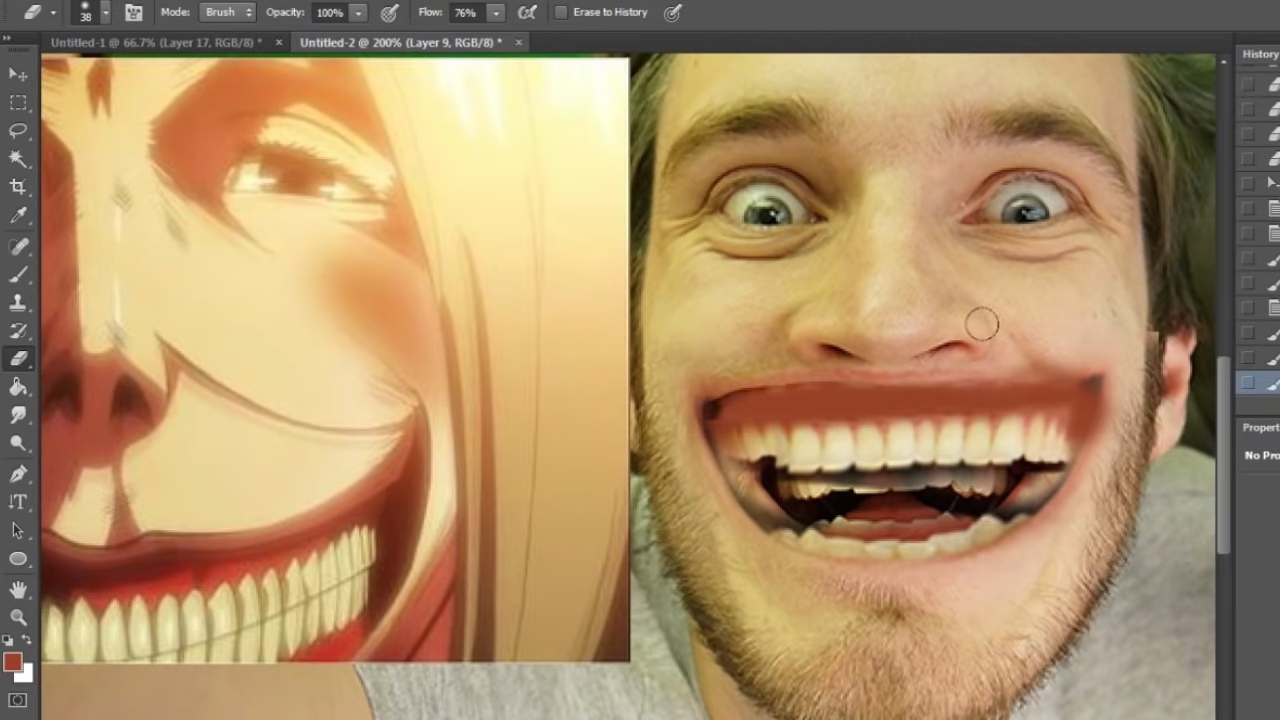 38 Mode: Brush Opacity: 100% Flow: 76% Erase to History
Untitled-1 @ 66.7% (Layer 17, RGB/8) * × Untitled-2 @ 200% (Layer 9, RGB/8) * ×
History
Propert
No Pro